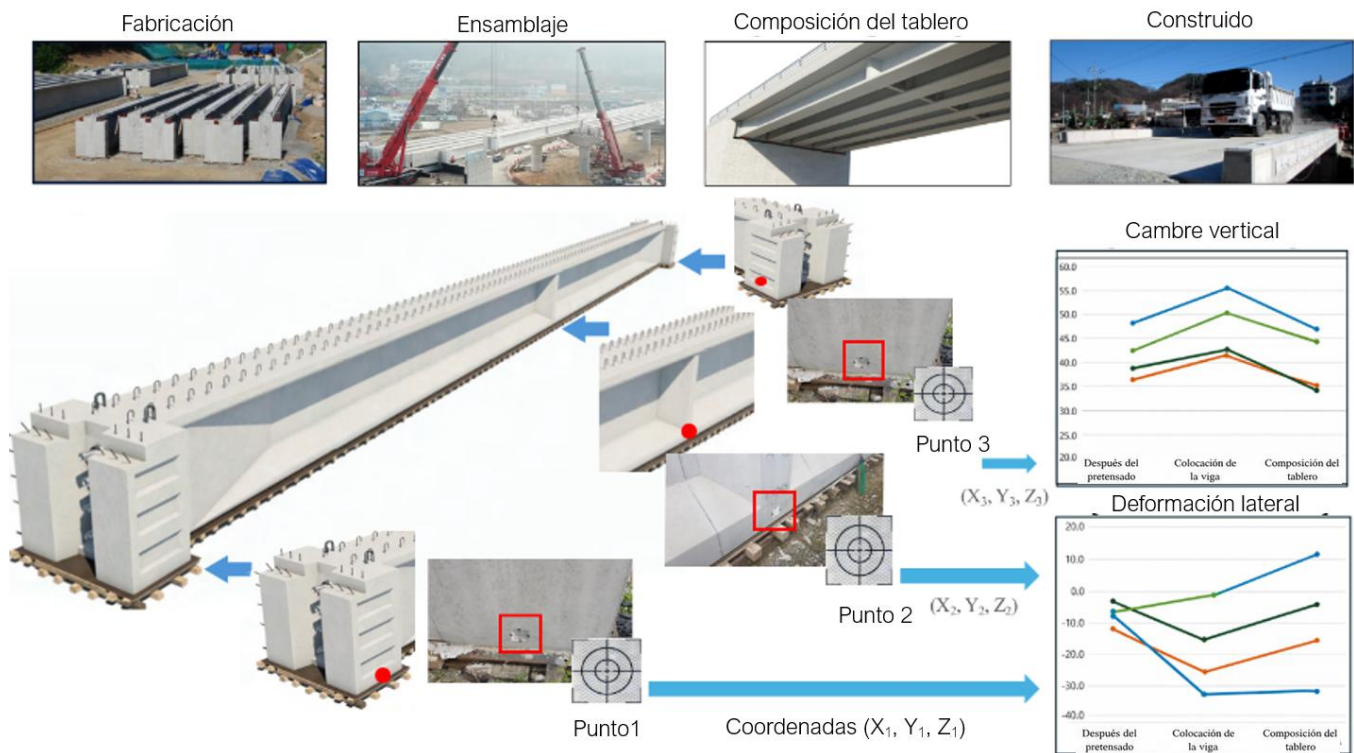 Fabricación
Ensamblaje
Composición del tablero
Construido
Cambre vertical
60.0
55.0
50.0
45.0
40.0
35.0
30.0
25.0
20.0
Después del
pretensado
Colocación de
la viga
Composición del
tablero
Punto 3
(X₃, Y₃, Z₃)
Deformación lateral
20.0
10.0
0.0
-10.0
-20.0
-30.0
-40.0
Después del
pretensado
Colocación de
la viga
Composición del
tablero
Punto 2
(X₂, Y₂, Z₂)
Punto1
Coordenadas (X₁, Y₁, Z₁)